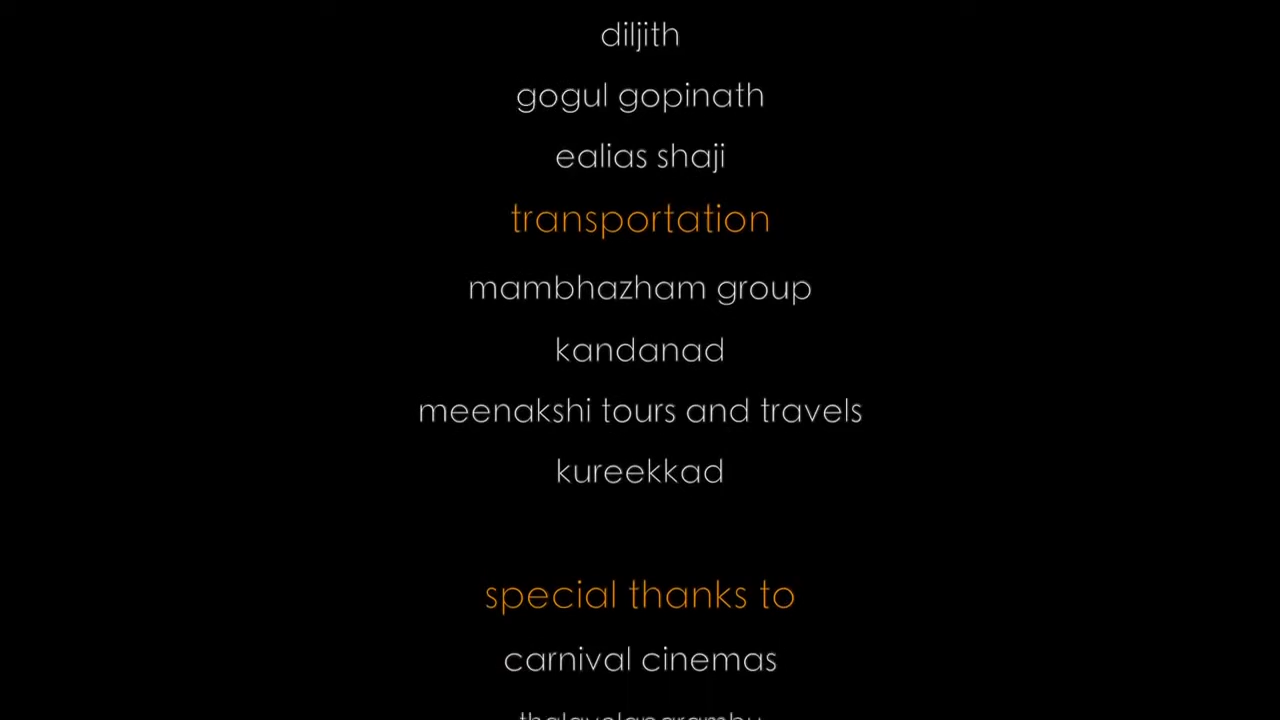 diljith
gogul gopinath
ealias shaji
transportation
mambhazham group
kandanad
meenakshi tours and travels
kureekkad
special thanks to
carnival cinemas